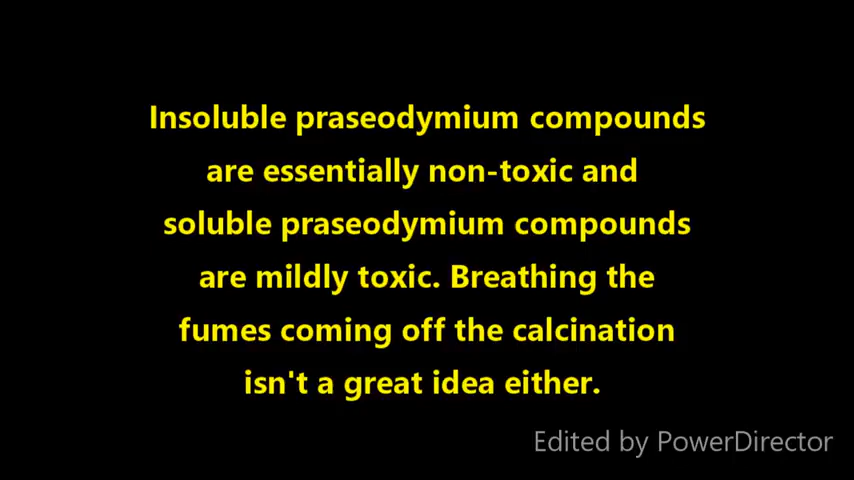 Insoluble praseodymium compounds
are essentially non-toxic and
soluble praseodymium compounds
are mildly toxic. Breathing the
fumes coming off the calcination
isn't a great idea either.
Edited by PowerDirector